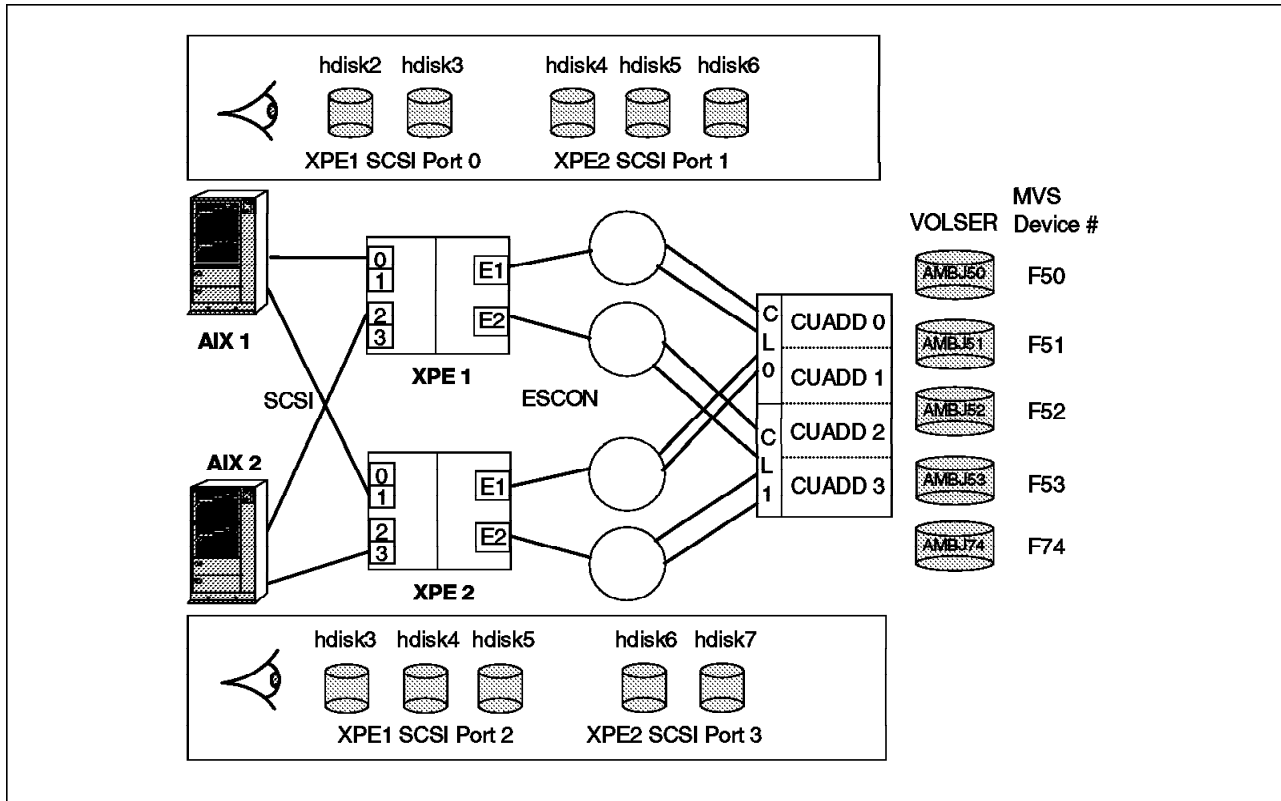 hdisk2 hdisk3 hdisk4 hdisk5 hdisk6
XPE1 SCSI Port 0 XPE2 SCSI Port 1
MVS
VOLSER Device #
0
1
2
3
E1
E2
AIX 1
XPE 1
SCSI
ESCON
AIX 2
0
1
2
3
E1
E2
XPE 2
C
L
0
C
L
1
CUADD 0
CUADD 1
CUADD 2
CUADD 3
AMBJ50 F50
AMBJ51 F51
AMBJ52 F52
AMBJ53 F53
AMBJ74 F74
hdisk3 hdisk4 hdisk5 hdisk6 hdisk7
XPE1 SCSI Port 2 XPE2 SCSI Port 3